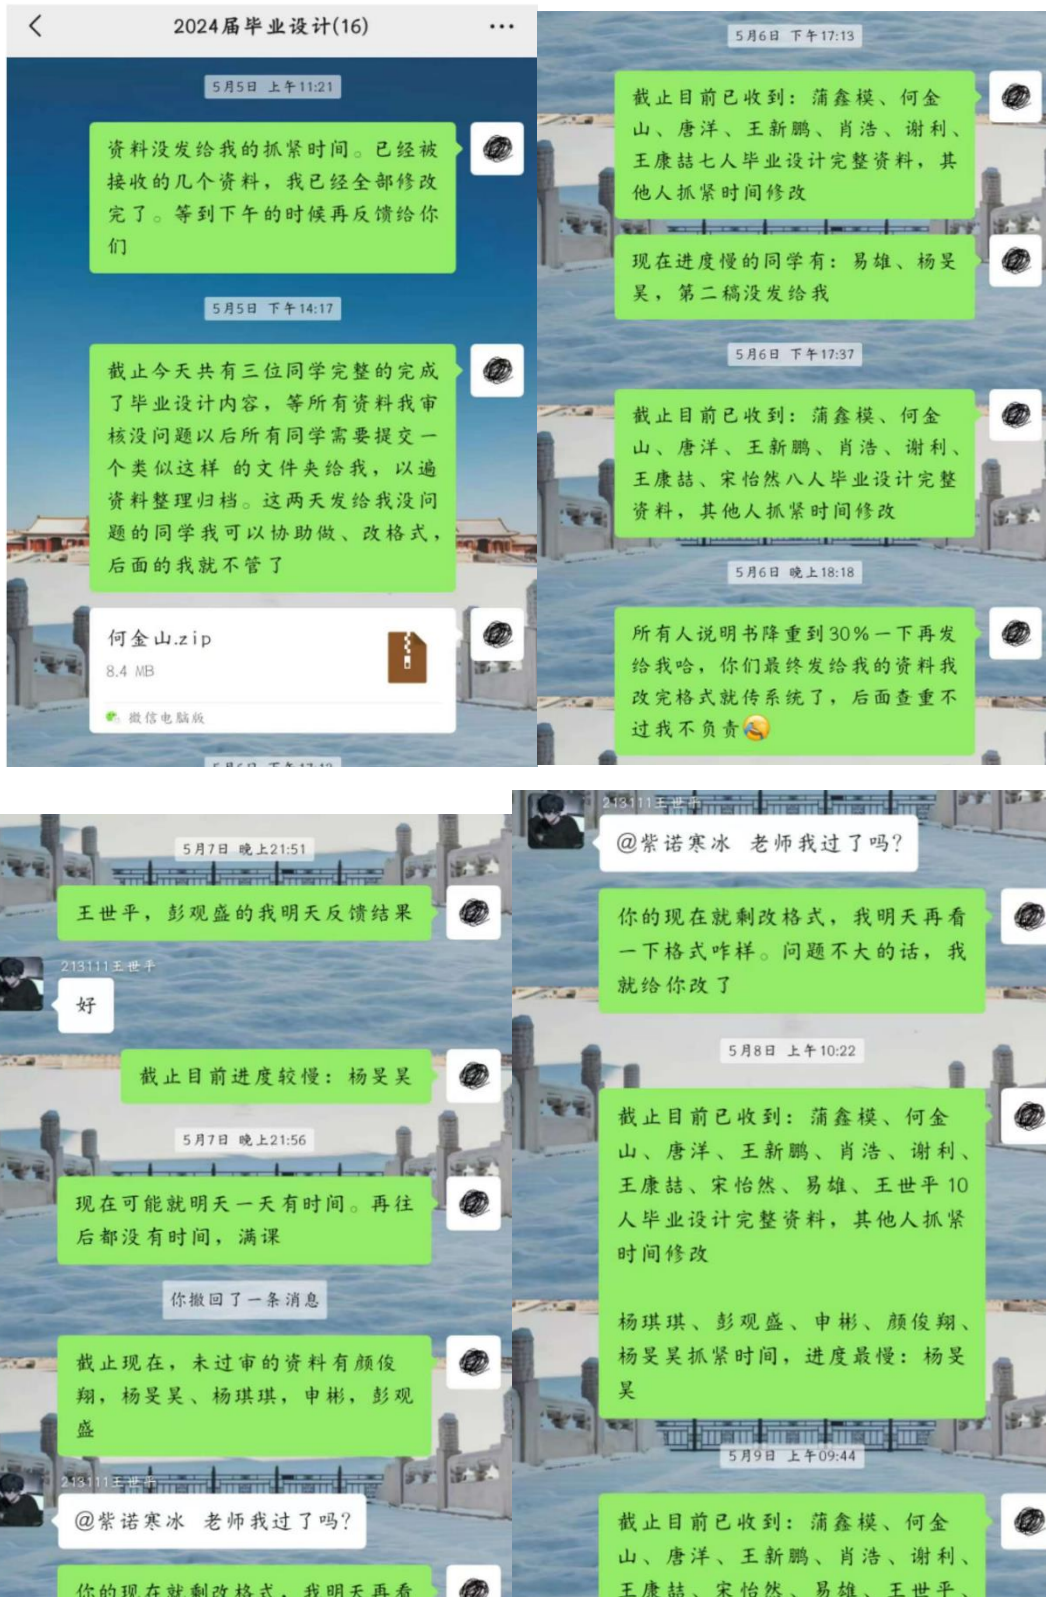 2024届毕业设计(16)
5月5日 上午11:21
资料没发给我的抓紧时间。已经被
接收的几个资料，我已经全部修改
完了。等到下午的时候再反馈给你
们
5月5日 下午14:17
截止今天共有三位同学完整的完成
了毕业设计内容，等所有资料我审
核没问题以后所有同学需要提交一
个类似这样 的文件夹给我，以遍
资料整理归档。这两天发给我没问
题的同学我可以协助做、改格式，
后面的我就不管了
何金山.zip
8.4 MB
微信电脑版
5月6日 下午17:13
截止目前已收到：蒲鑫模、何金
山、唐洋、王新鹏、肖浩、谢利、
王康喆七人毕业设计完整资料，其
他人抓紧时间修改
现在进度慢的同学有：易雄、杨旻
昊，第二稿没发给我
5月6日 下午17:37
截止目前已收到：蒲鑫模、何金
山、唐洋、王新鹏、肖浩、谢利、
王康喆、宋怡然八人毕业设计完整
资料，其他人抓紧时间修改
5月6日 晚上18:18
所有人说明书降重到30%一下再发
给我哈，你们最终发给我的资料我
改完格式就传系统了，后面查重不
过我不负责
5月7日 晚上21:51
王世平，彭观盛的我明天反馈结果
213111王世平
好
截止目前进度较慢：杨旻昊
5月7日 晚上21:56
现在可能就明天一天有时间。再往
后都没有时间，满课
你撤回了一条消息
截止现在，未过审的资料有颜俊
翔，杨旻昊、杨琪琪，申彬，彭观
盛
213111王世平
@紫诺寒冰 老师我过了吗？
你的现在就剩改格式，我明天再看
213111王世平
@紫诺寒冰 老师我过了吗？
你的现在就剩改格式，我明天再看
一下格式咋样。问题不大的话，我
就给你改了
5月8日 上午10:22
截止目前已收到：蒲鑫模、何金
山、唐洋、王新鹏、肖浩、谢利、
王康喆、宋怡然、易雄、王世平 10
人毕业设计完整资料，其他人抓紧
时间修改
杨琪琪、彭观盛、申彬、颜俊翔、
杨旻昊抓紧时间，进度最慢：杨旻
昊
5月9日 上午09:44
截止目前已收到：蒲鑫模、何金
山、唐洋、王新鹏、肖浩、谢利、
王康喆、宋怡然、易雄、王世平、